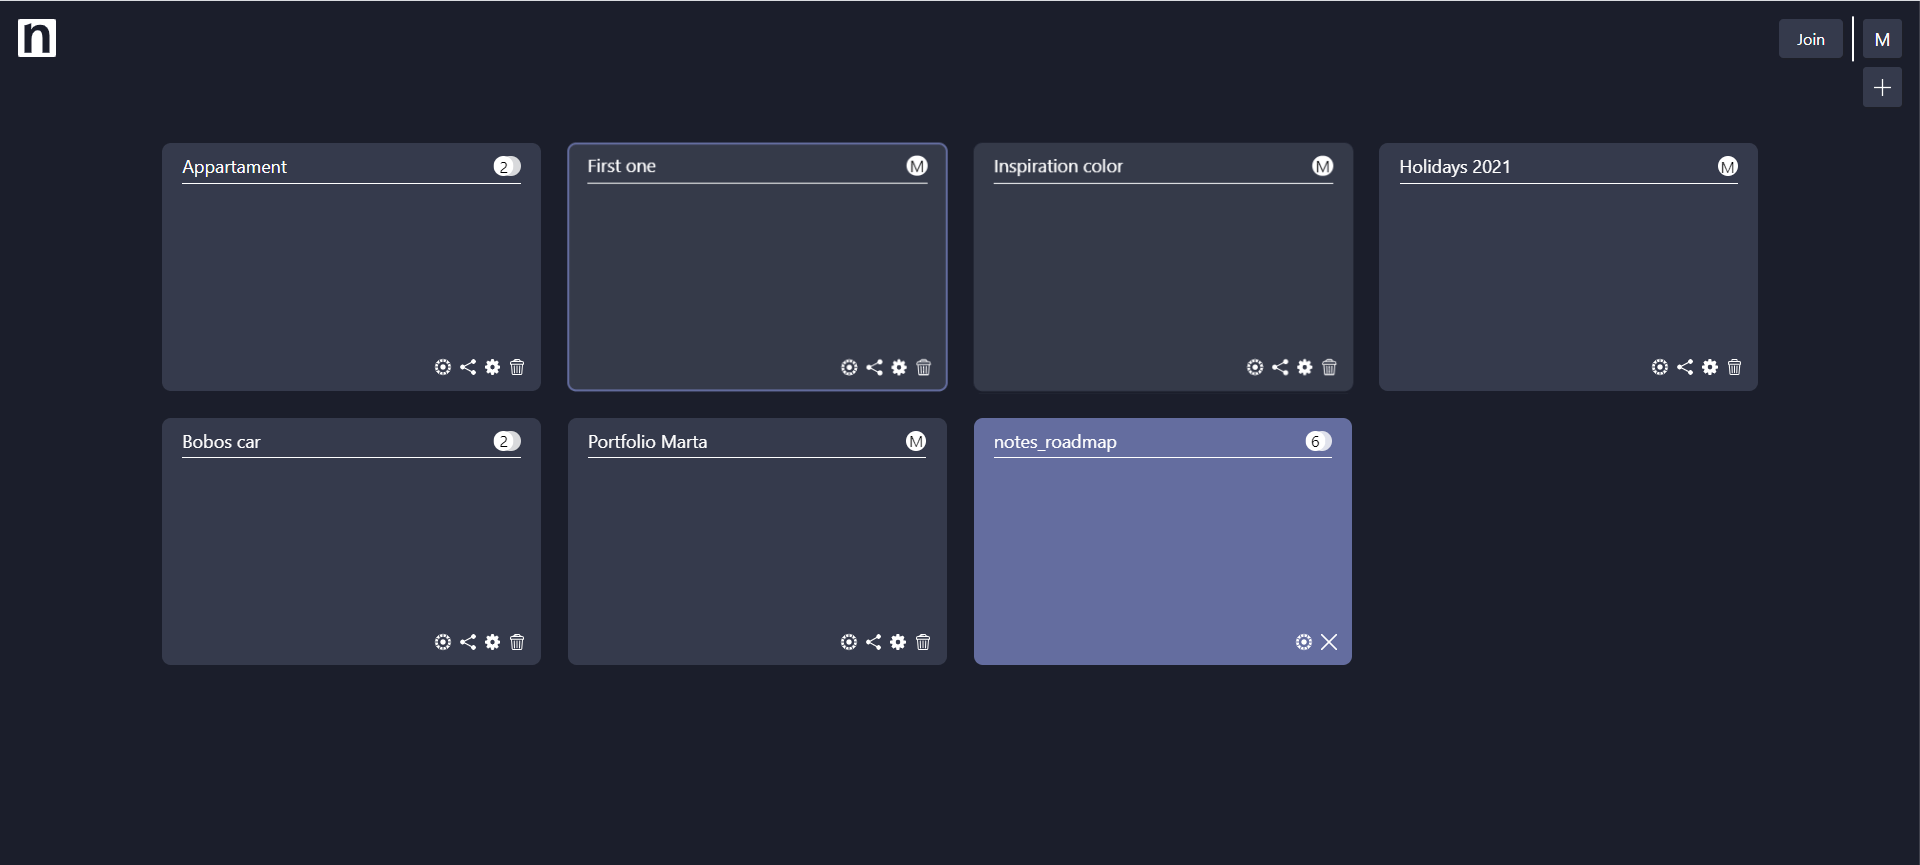 n
Join
M
Appartament 2
First one M
Inspiration color M
Holidays 2021 M
Bobos car 2
Portfolio Marta M
notes_roadmap 6